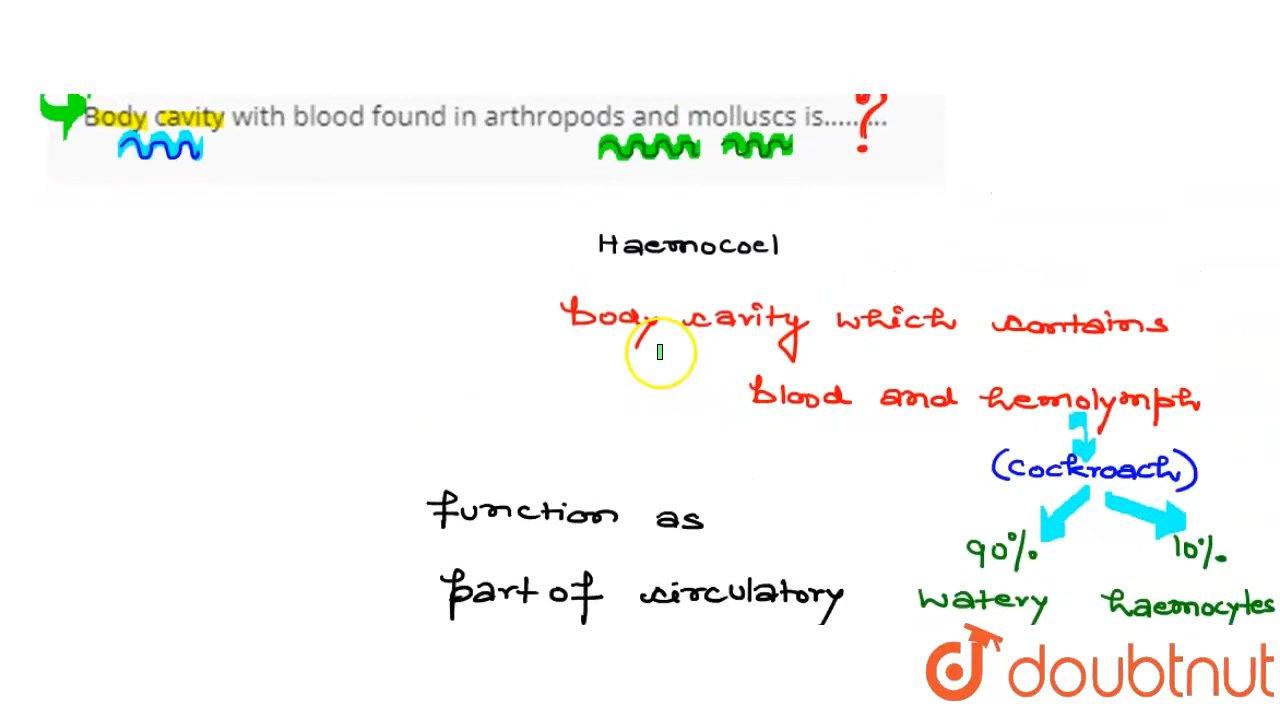 Body cavity with blood found in arthropods and molluscs is......... ?
Haemocoel
body cavity which contains
blood and hemolymph
(cockroach)
function as
90% 10%
part of circulatory
watery haemocytes
doubtnut